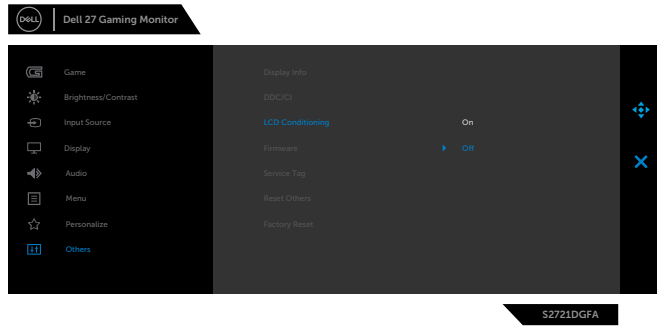 DELL
Dell 27 Gaming Monitor
Game
Brightness/Contrast
Input Source
Display
Audio
Menu
Personalize
Others
Display Info
DDC/CI
LCD Conditioning
On
Firmware
Off
Service Tag
Reset Others
Factory Reset
S2721DGFA